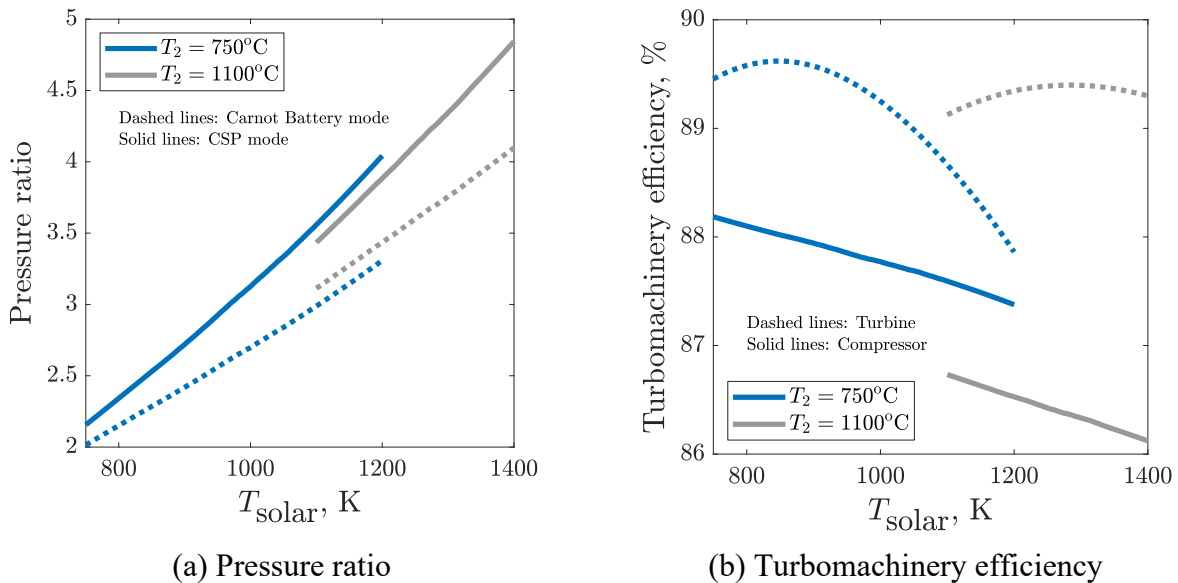 5
4.5
4
3.5
3
2.5
2
800
1000
1200
1400
Pressure ratio
T₂ = 750°C
T₂ = 1100°C
Dashed lines: Carnot Battery mode
Solid lines: CSP mode
T_solar, K
(a) Pressure ratio
90
89
88
87
86
800
1000
1200
1400
Turbomachinery efficiency, %
Dashed lines: Turbine
Solid lines: Compressor
T₂ = 750°C
T₂ = 1100°C
T_solar, K
(b) Turbomachinery efficiency